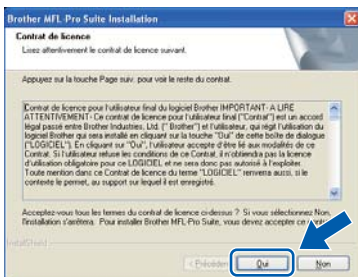 Brother MFL-Pro Suite Installation
Contrat de licence
Lisez attentivement le contrat de licence suivant.
Appuyez sur la touche Page suiv. pour voir le reste du contrat.
Contrat de licence pour l'utilisateur final du logiciel Brother IMPORTANT- A LIRE
ATTENTIVEMENT- Ce contrat de licence pour l'utilisateur final ("Contrat") est un accord
légal passé entre Brother Industries, Ltd. (" Brother") et l'utilisateur, qui régit l'utilisation du
logiciel Brother qui sera installé en cliquant sur la touche "Oui" de cette boîte de dialogue
("LOGICIEL"). En cliquant sur "Oui", l'utilisateur accepte d'être lié aux modalités de ce
Contrat. Si l'utilisateur refuse les conditions de ce Contrat, il n'obtiendra pas la licence
d'utilisation obligatoire pour ce LOGICIEL et ne sera donc pas autorisé à l'exploiter.
Toute mention dans ce Contrat de licence du terme "LOGICIEL" renverra aussi, si le
contexte le permet, au support sur lequel il est enregistré.
Acceptez-vous tous les termes du contrat de licence ci-dessus ? Si vous sélectionnez Non,
l'installation s'arrêtera. Pour installer Brother MFL-Pro Suite, vous devez accepter ce
InstallShield
< Précédent
Oui
Non